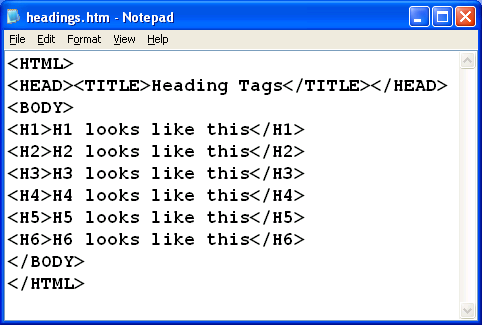 headings.htm - Notepad
File Edit Format View Help
<HTML>
<HEAD><TITLE>Heading Tags</TITLE></HEAD>
<BODY>
<H1>H1 looks like this</H1>
<H2>H2 looks like this</H2>
<H3>H3 looks like this</H3>
<H4>H4 looks like this</H4>
<H5>H5 looks like this</H5>
<H6>H6 looks like this</H6>
</BODY>
</HTML>